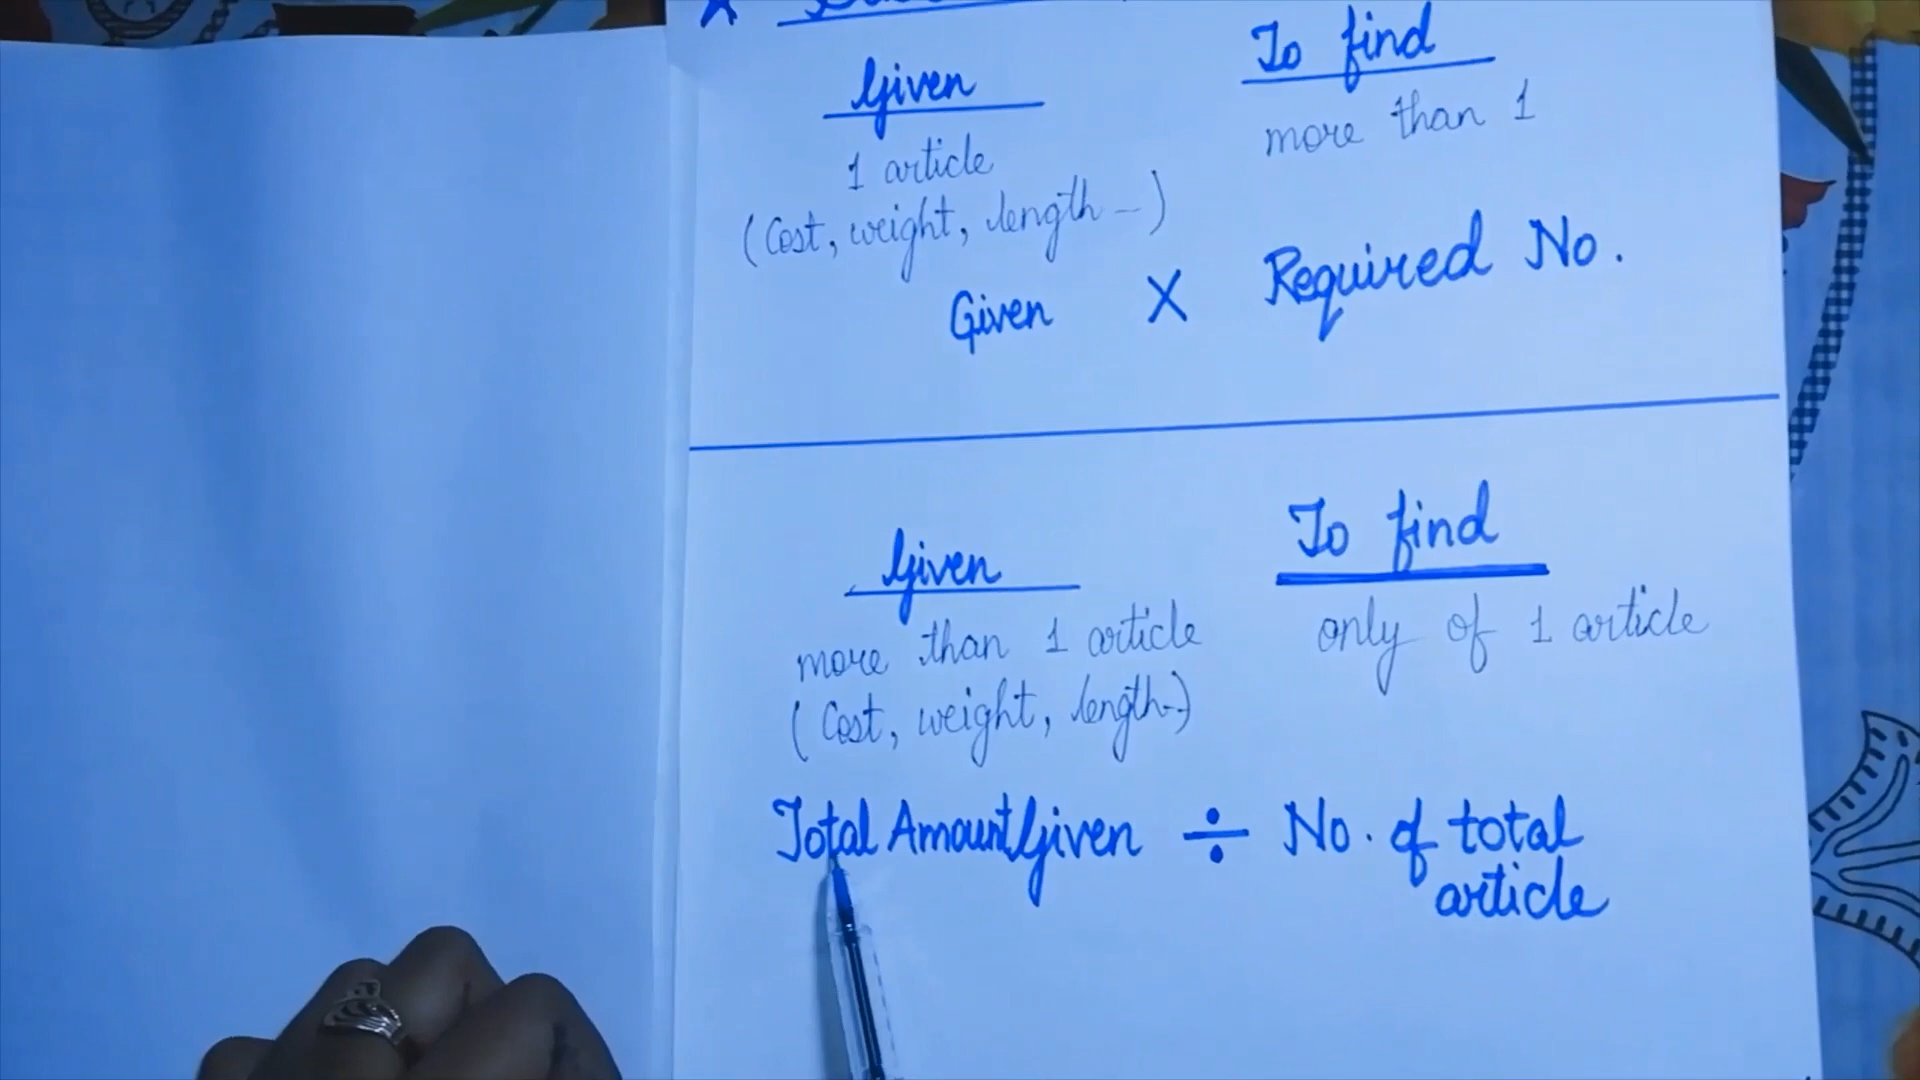 Given
To find
1 article
more than 1
(Cost, weight, length -)
Given X Required No.
Given
To find
more than 1 article
only of 1 article
(Cost, weight, length-)
Total Amount Given ÷ No. of total
article